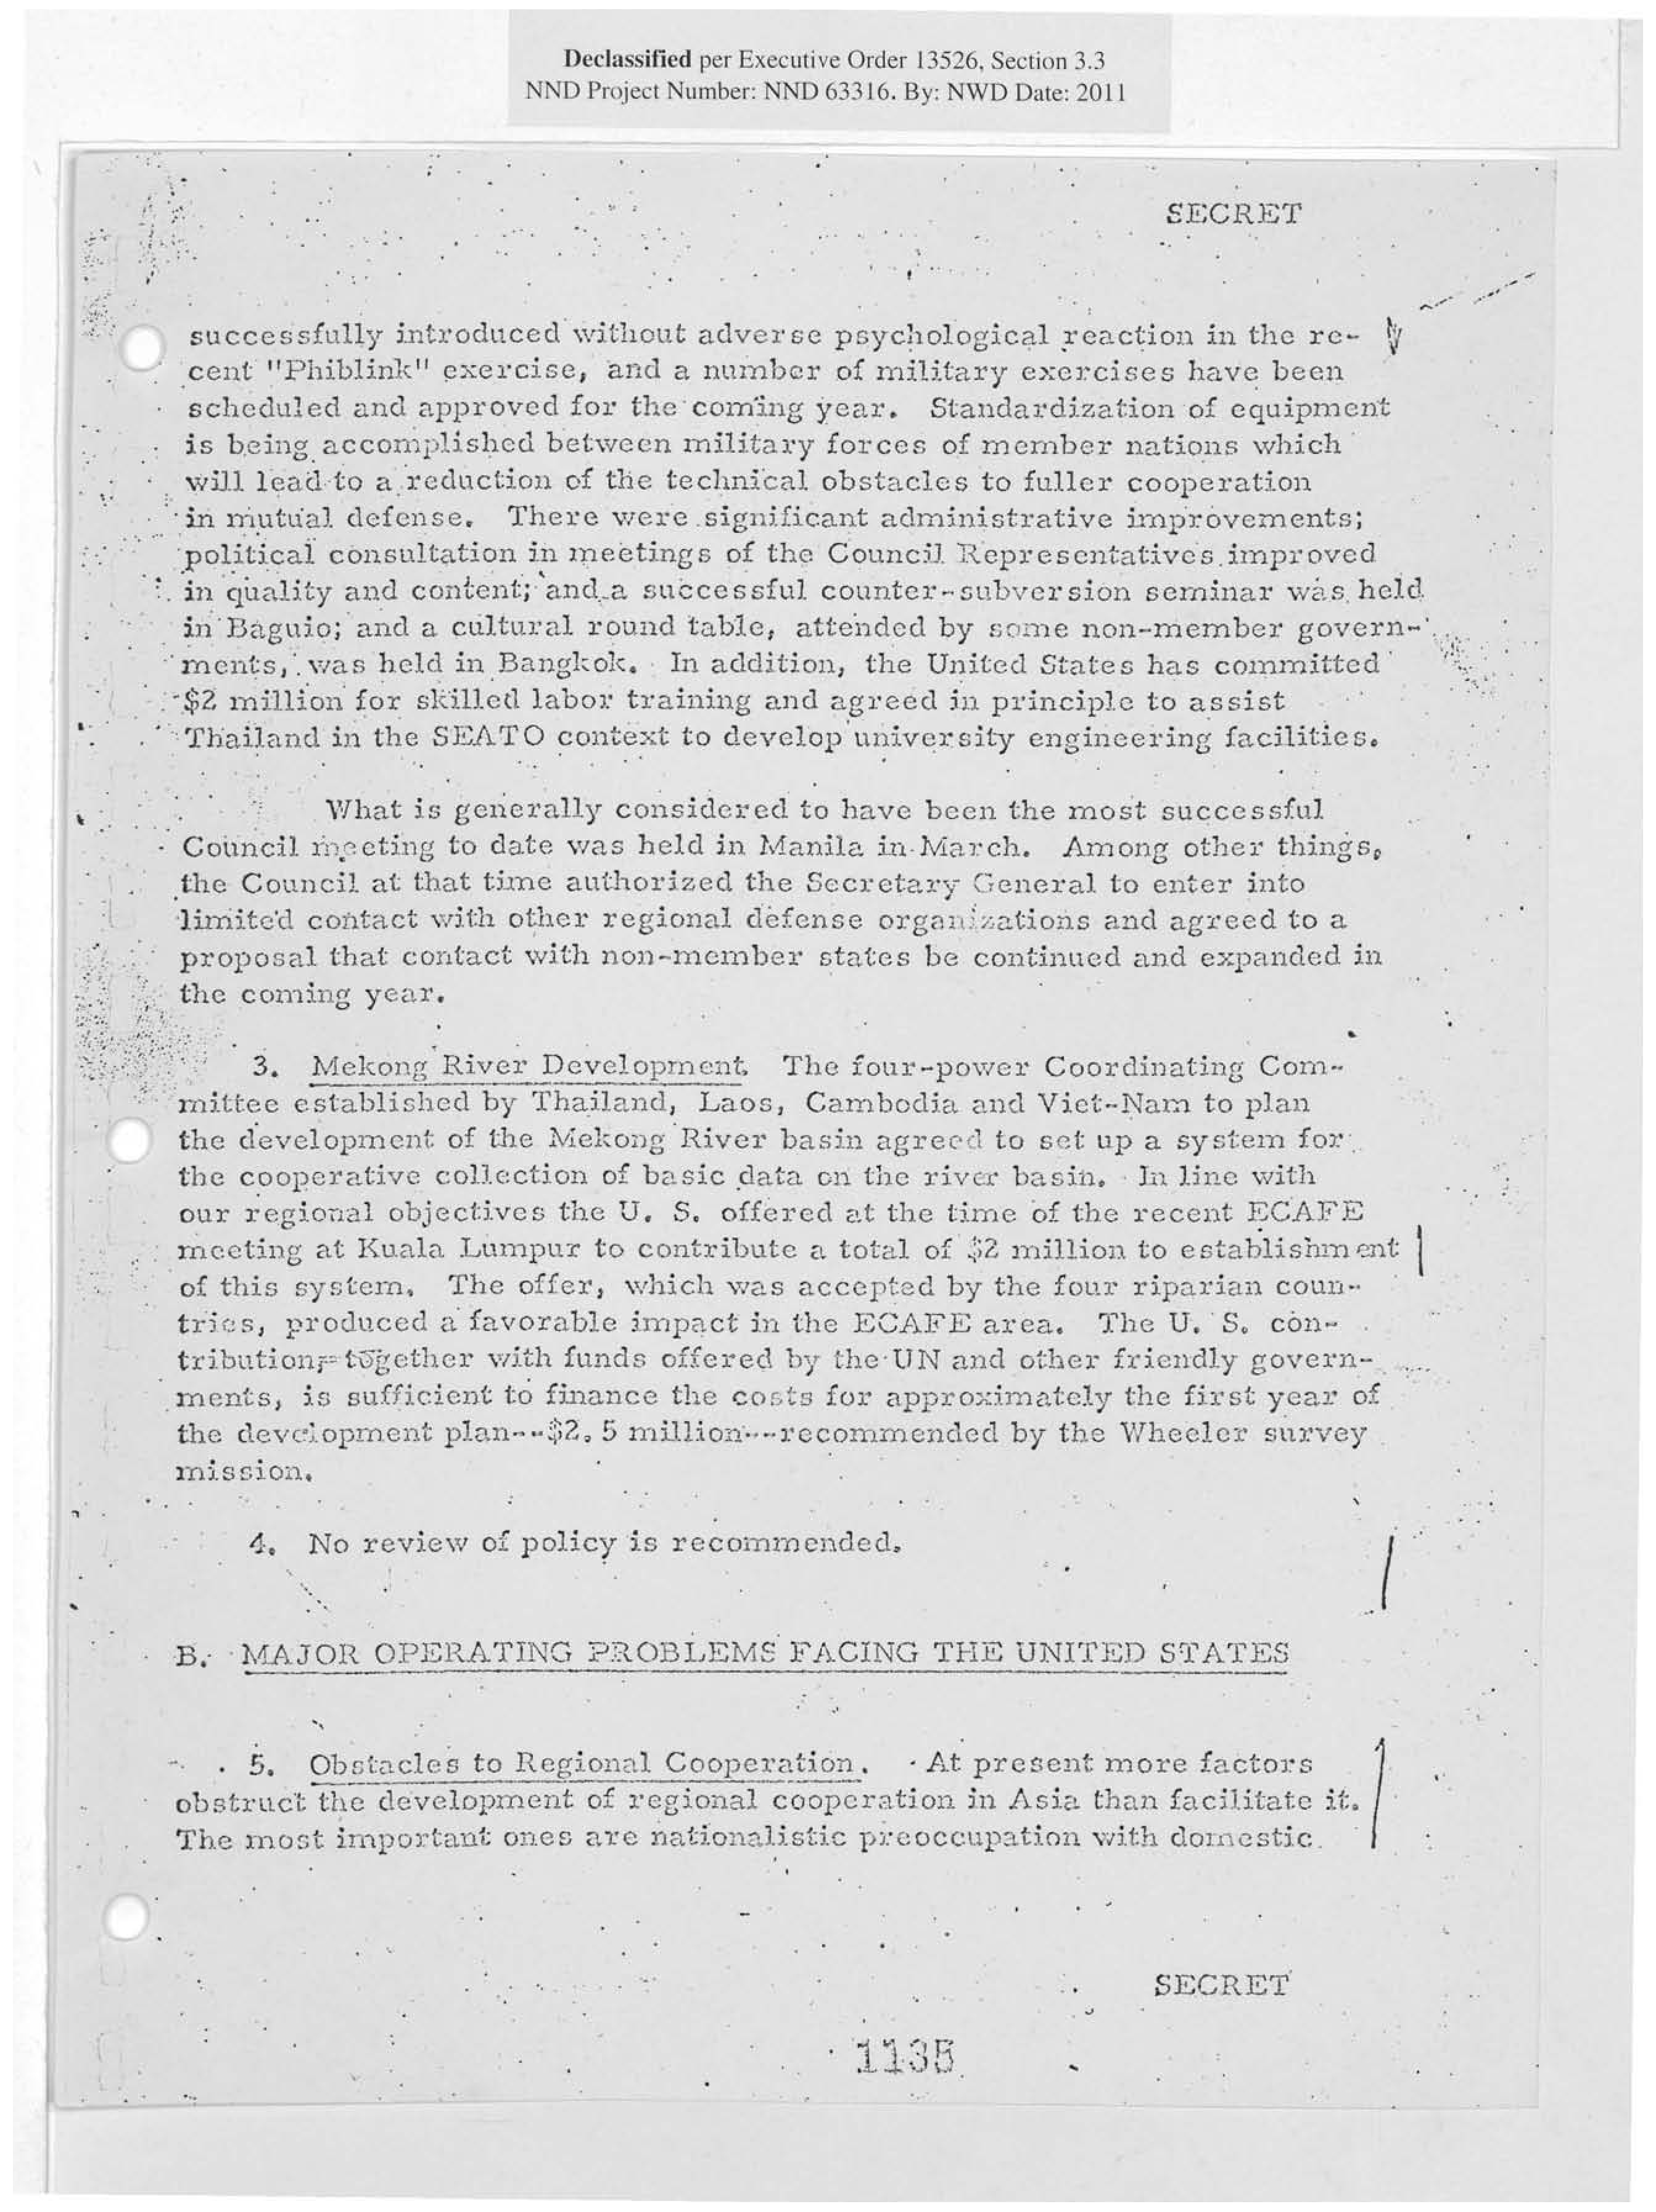 Declassified per Executive Order 13526, Section 3.3
NND Project Number: NND 63316. By: NWD Date: 2011
SECRET
successfully introduced without adverse psychological reaction in the re-
cent "Phiblink" exercise, and a number of military exercises have been
scheduled and approved for the coming year. Standardization of equipment
is being accomplished between military forces of member nations which
will lead to a reduction of the technical obstacles to fuller cooperation
in mutual defense. There were significant administrative improvements;
political consultation in meetings of the Council Representatives improved
in quality and content; and a successful counter-subversion seminar was held
in Baguio; and a cultural round table, attended by some non-member govern-
ments, was held in Bangkok. In addition, the United States has committed
$2 million for skilled labor training and agreed in principle to assist
Thailand in the SEATO context to develop university engineering facilities.
What is generally considered to have been the most successful
Council meeting to date was held in Manila in March. Among other things,
the Council at that time authorized the Secretary General to enter into
limited contact with other regional defense organizations and agreed to a
proposal that contact with non-member states be continued and expanded in
the coming year.
3. Mekong River Development. The four-power Coordinating Com-
mittee established by Thailand, Laos, Cambodia and Viet-Nam to plan
the development of the Mekong River basin agreed to set up a system for
the cooperative collection of basic data on the river basin. In line with
our regional objectives the U. S. offered at the time of the recent ECAFE
meeting at Kuala Lumpur to contribute a total of $2 million to establishment
of this system. The offer, which was accepted by the four riparian coun-
tries, produced a favorable impact in the ECAFE area. The U. S. con-
tribution, together with funds offered by the UN and other friendly govern-
ments, is sufficient to finance the costs for approximately the first year of
the development plan--$2.5 million--recommended by the Wheeler survey
mission.
4. No review of policy is recommended.
B. MAJOR OPERATING PROBLEMS FACING THE UNITED STATES
5. Obstacles to Regional Cooperation. At present more factors
obstruct the development of regional cooperation in Asia than facilitate it.
The most important ones are nationalistic preoccupation with domestic
SECRET
1135